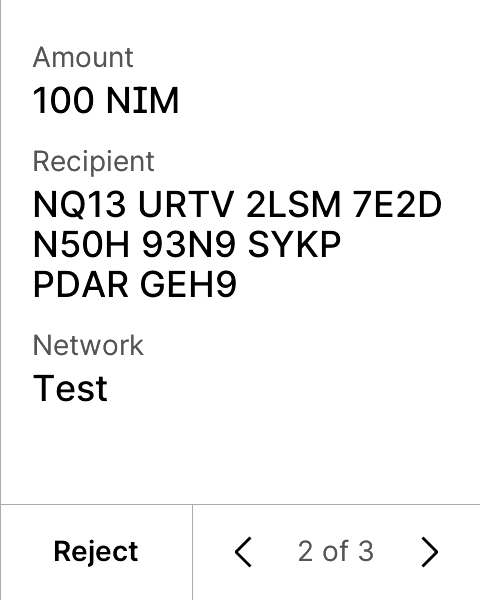 Amount
100 NIM
Recipient
NQ13 URTV 2LSM 7E2D
N50H 93N9 SYKP
PDAR GEH9
Network
Test
Reject
2 of 3